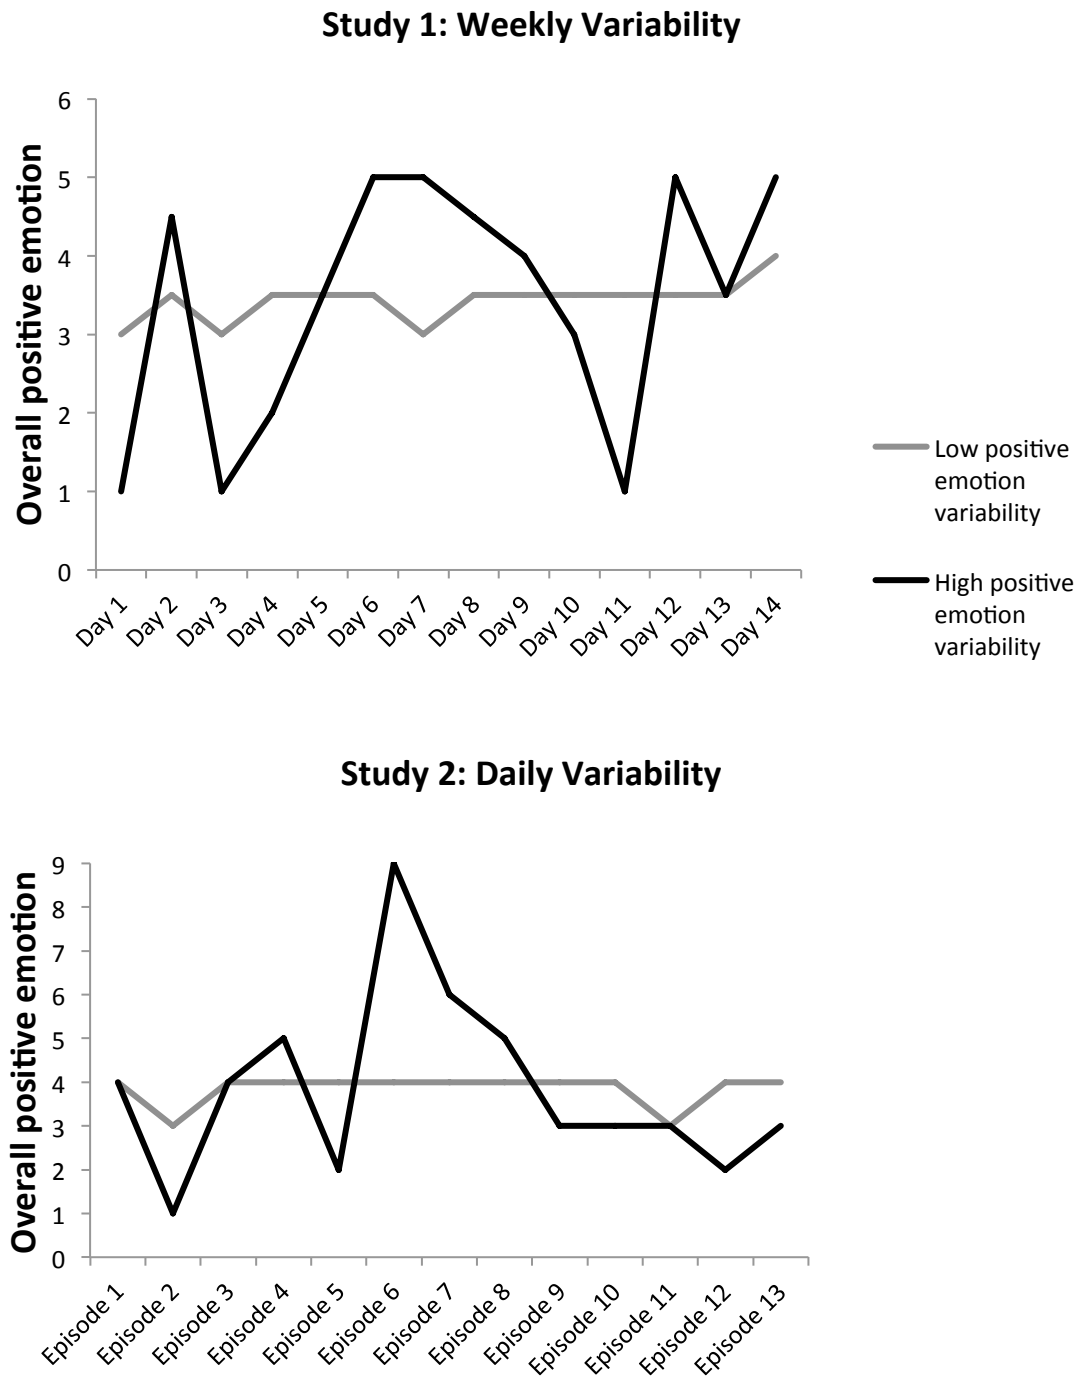 Study 1: Weekly Variability
Overall positive emotion
6
5
4
3
2
1
0
Day 1
Day 2
Day 3
Day 4
Day 5
Day 6
Day 7
Day 8
Day 9
Day 10
Day 11
Day 12
Day 13
Day 14
Low positive
emotion
variability
High positive
emotion
variability
Study 2: Daily Variability
Overall positive emotion
9
8
7
6
5
4
3
2
1
0
Episode 1
Episode 2
Episode 3
Episode 4
Episode 5
Episode 6
Episode 7
Episode 8
Episode 9
Episode 10
Episode 11
Episode 12
Episode 13